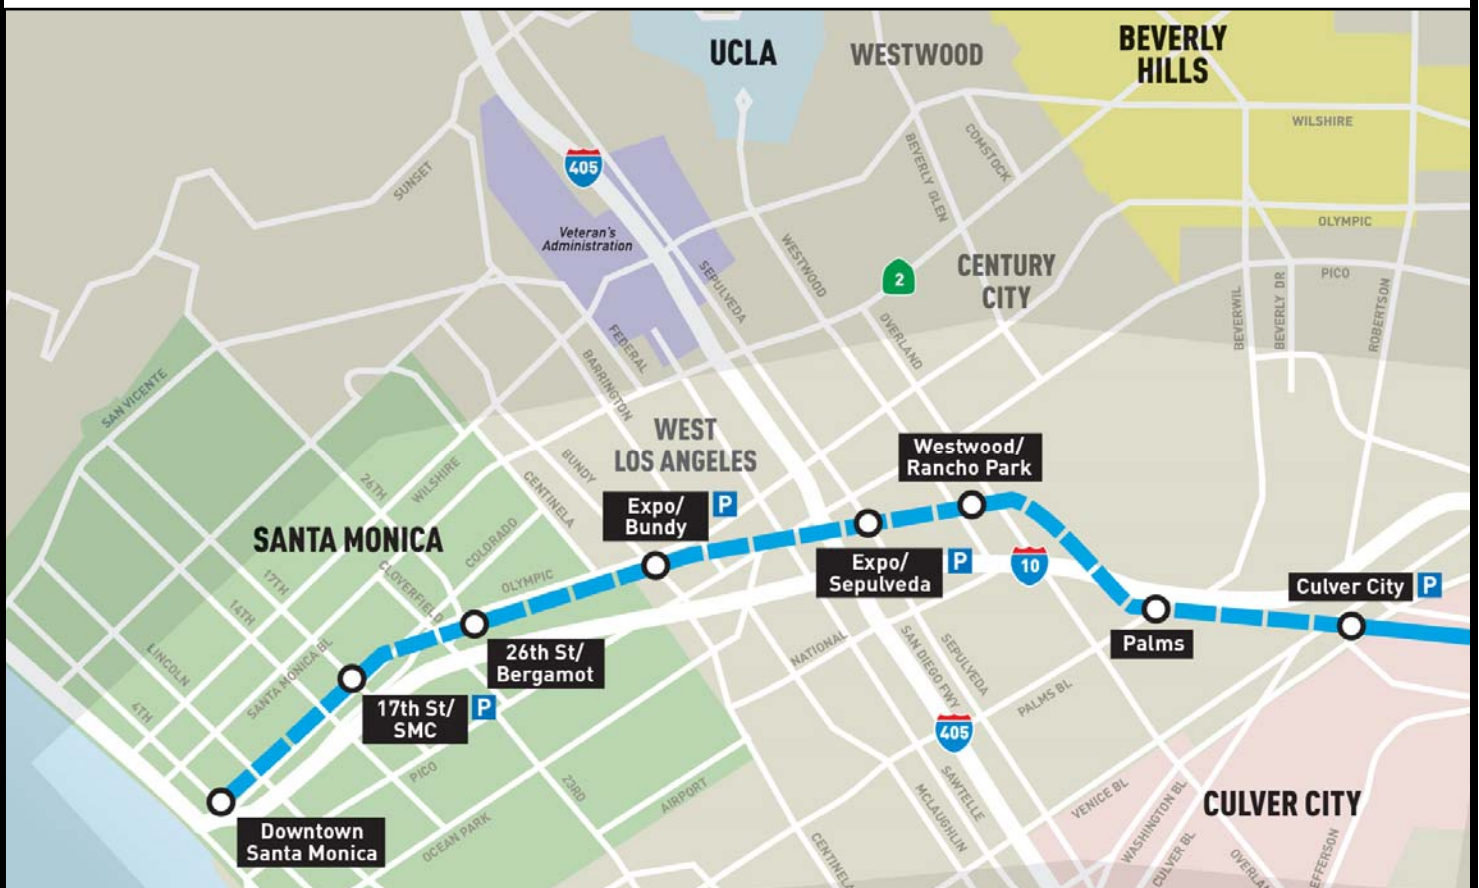 UCLA
WESTWOOD
BEVERLY
HILLS
WILSHIRE
405
SUNSET
BEVERLY GLEN
COMSTOCK
Veteran's
Administration
OLYMPIC
SEPULVEDA
WESTWOOD
2
CENTURY
CITY
PICO
BEVERWIL
BEVERLY DR
ROBERTSON
OVERLAND
FEDERAL
BARRINGTON
SAN VICENTE
WEST
LOS ANGELES
Westwood/
Rancho Park
BUNDY
26TH
WILSHIRE
CENTINELA
Expo/
Bundy
P
SANTA MONICA
COLORADO
OLYMPIC
CLOVERFIELD
17TH
14TH
Expo/
Sepulveda
P
10
Culver City
P
Palms
26th St/
Bergamot
NATIONAL
SAN DIEGO FWY
SEPULVEDA
LINCOLN
SANTA MONICA BL
4TH
17th St/
SMC
P
PALMS BL
405
PICO
23RD
AIRPORT
OCEAN PARK
Downtown
Santa Monica
SAWTELLE
MCLAUGHLIN
CENTINELA
VENICE BL
WASHINGTON BL
CULVER BL
CULVER CITY
OVERLA
EFFERSON